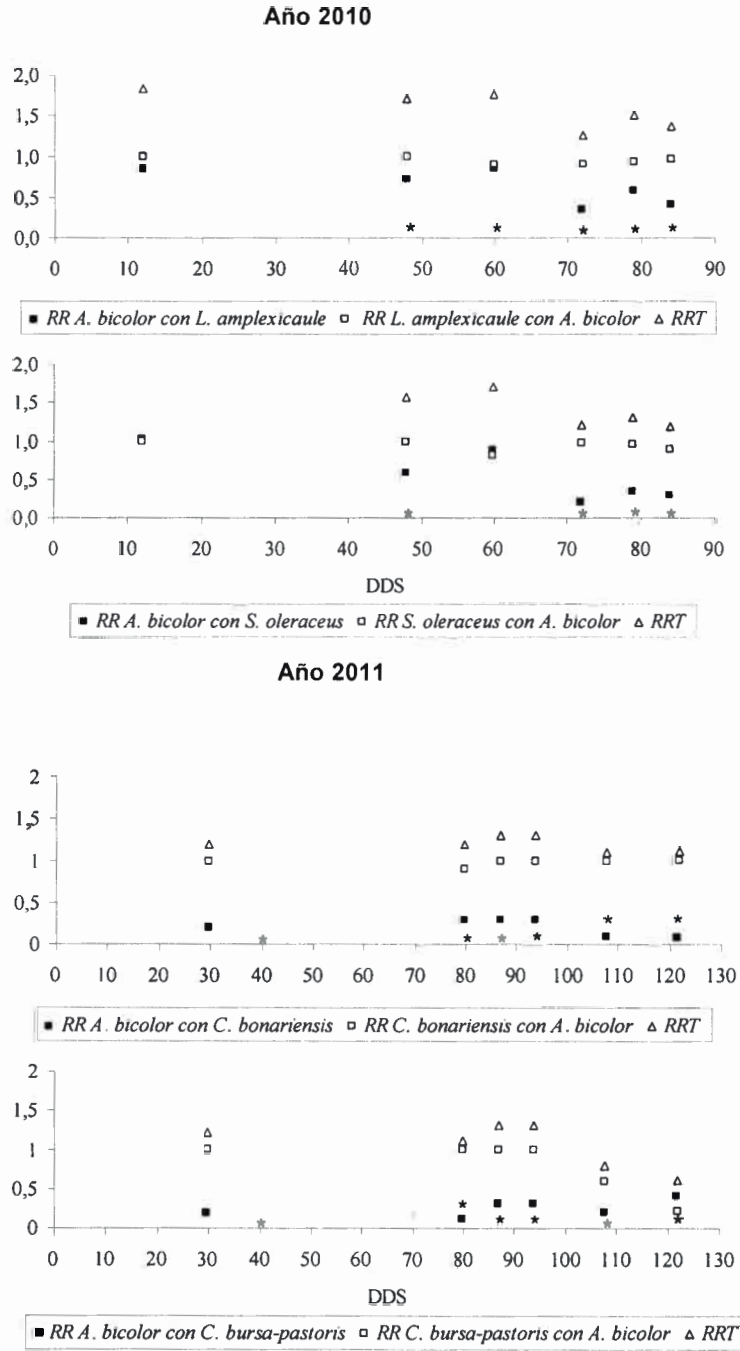 Año 2010
2,0
1,5
1,0
0,5
0,0
0 10 20 30 40 50 60 70 80 90
■ RR A. bicolor con L. amplexicaule □ RR L. amplexicaule con A. bicolor △ RRT
2,0
1,5
1,0
0,5
0,0
0 10 20 30 40 50 60 70 80 90
DDS
■ RR A. bicolor con S. oleraceus □ RR S. oleraceus con A. bicolor △ RRT
Año 2011
2
1,5
1
0,5
0
0 10 20 30 40 50 60 70 80 90 100 110 120 130
■ RR A. bicolor con C. bonariensis □ RR C. bonariensis con A. bicolor △ RRT
2
1,5
1
0,5
0
0 10 20 30 40 50 60 70 80 90 100 110 120 130
DDS
■ RR A. bicolor con C. bursa-pastoris □ RR C. bursa-pastoris con A. bicolor △ RRT